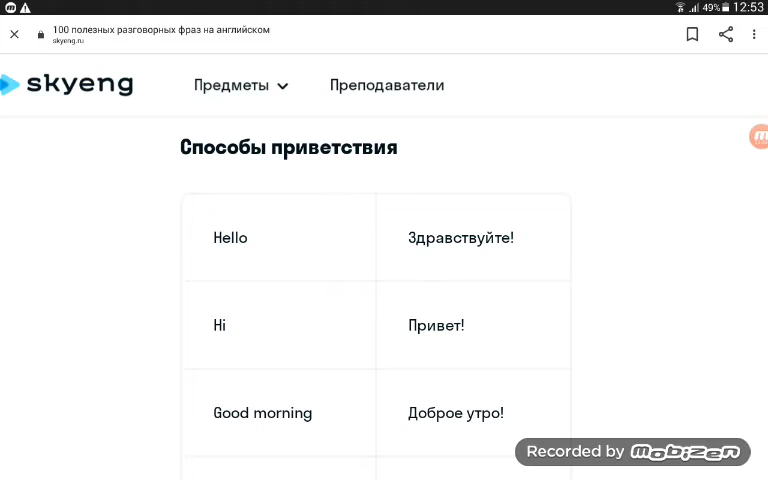 49% 12:53
100 полезных разговорных фраз на английском
skyeng.ru
skyeng Предметы Преподаватели
Способы приветствия
Hello Здравствуйте!
Hi Привет!
Good morning Доброе утро!
Recorded by mobizen